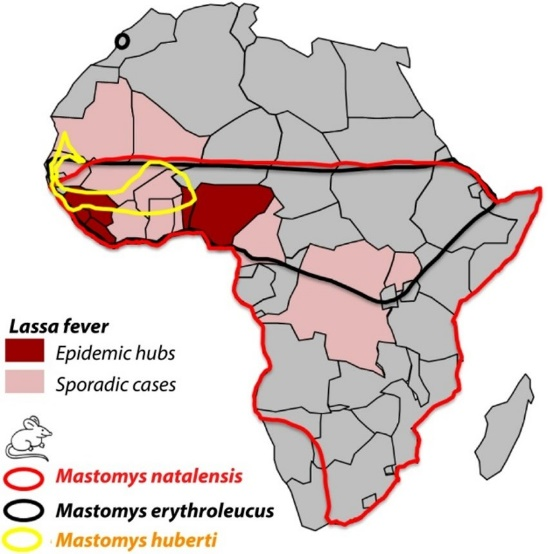 Lassa fever
Epidemic hubs
Sporadic cases
Mastomys natalensis
Mastomys erythroleucus
Mastomys huberti